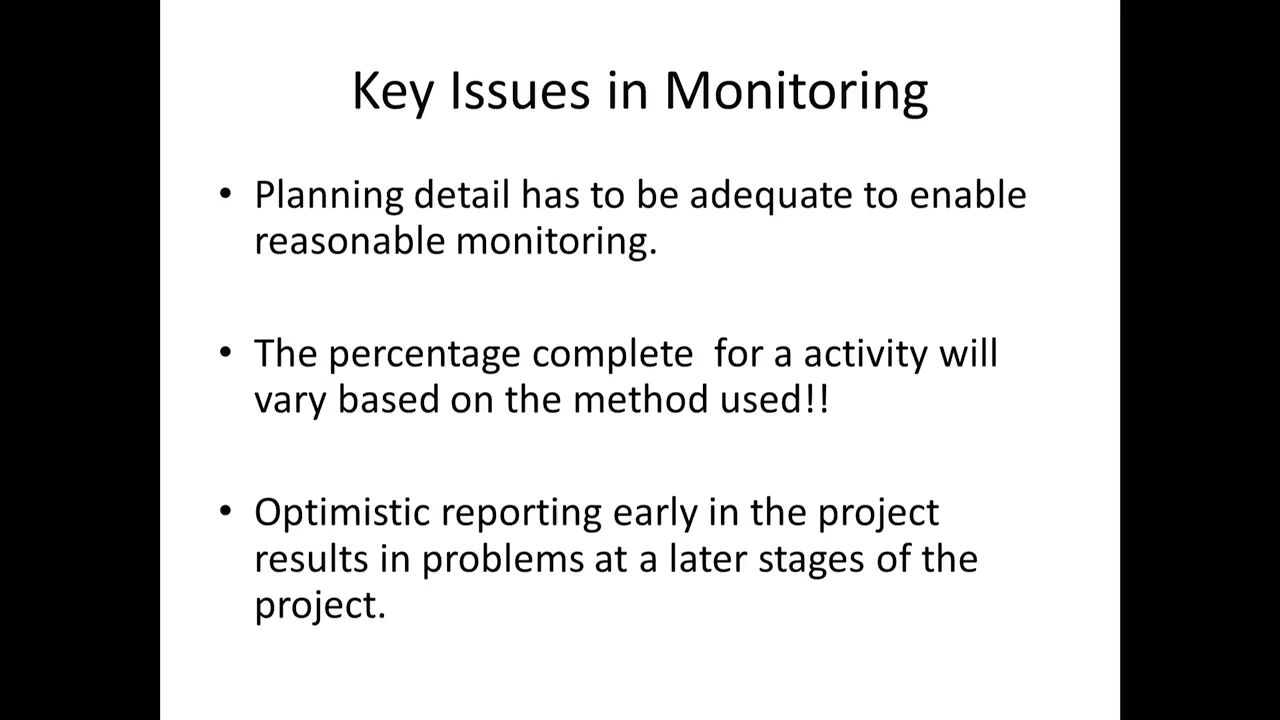 Key Issues in Monitoring
• Planning detail has to be adequate to enable
reasonable monitoring.
• The percentage complete  for a activity will
vary based on the method used!!
• Optimistic reporting early in the project
results in problems at a later stages of the
project.